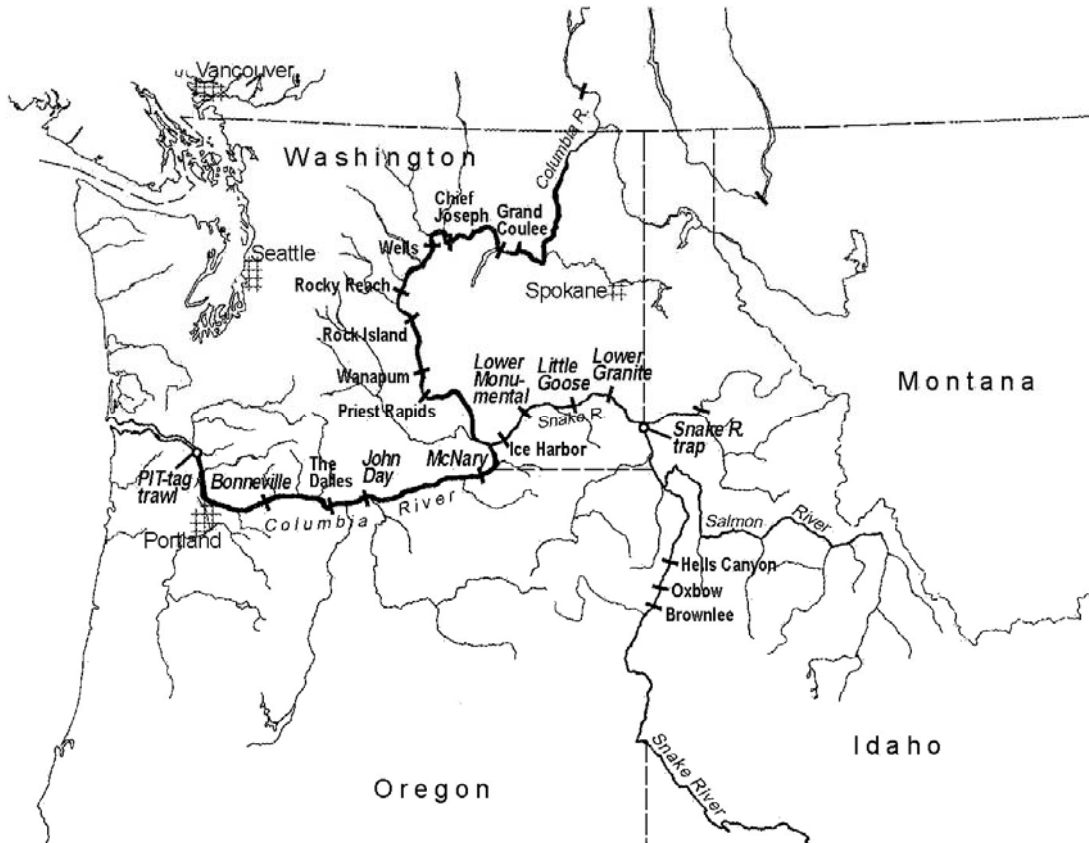 Vancouver
Washington
Columbia R.
Chief
Joseph
Grand
Coulee
Wells
Seattle
Rocky Reach
Spokane
Rock Island
Lower
Monu-
mental
Little
Goose
Lower
Granite
Wanapum
Montana
Priest Rapids
Snake R.
Snake R.
trap
Ice Harbor
PIT-tag
trawl
Bonneville
The
Dalles
John
Day
McNary
Columbia River
Portland
Salmon River
Hells Canyon
Oxbow
Brownlee
Snake River
Idaho
Oregon